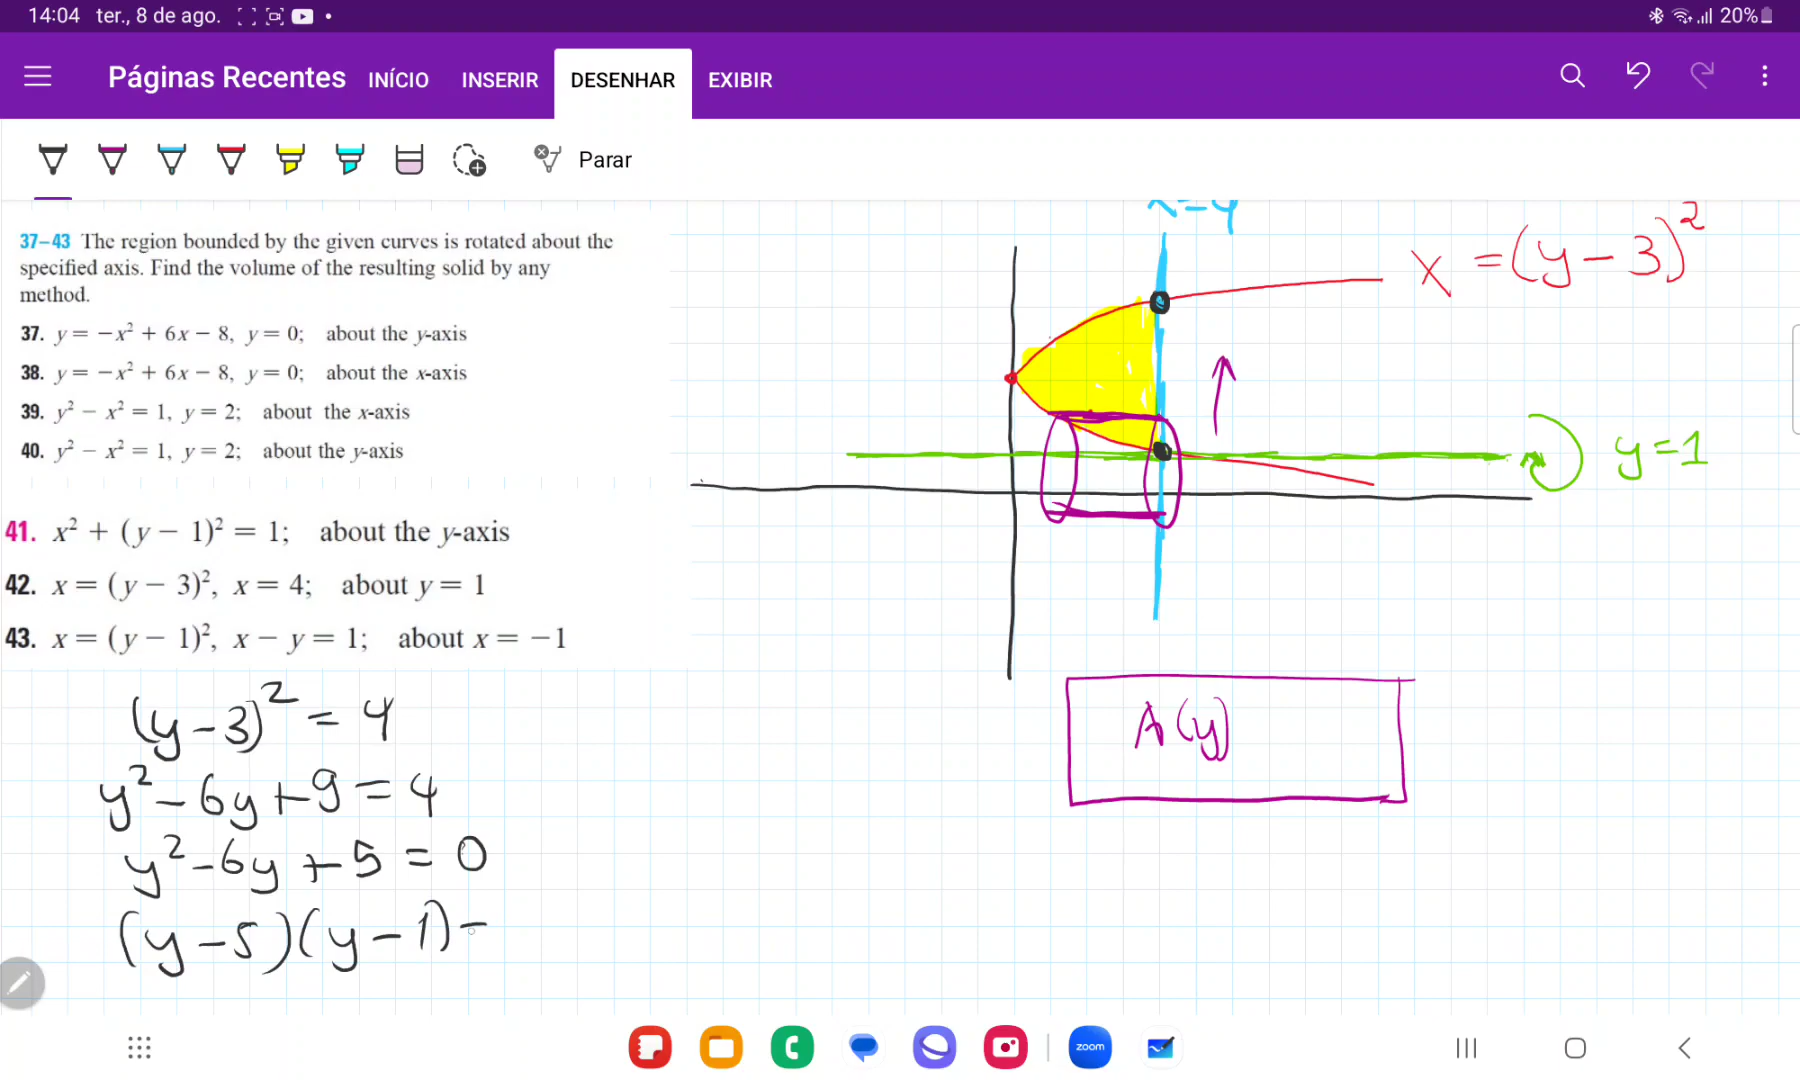 14:04 ter., 8 de ago.
20%
Páginas Recentes INÍCIO INSERIR DESENHAR EXIBIR
Parar
37–43 The region bounded by the given curves is rotated about the
specified axis. Find the volume of the resulting solid by any
method.
37. y = −x² + 6x − 8, y = 0; about the y-axis
38. y = −x² + 6x − 8, y = 0; about the x-axis
39. y² − x² = 1, y = 2; about the x-axis
40. y² − x² = 1, y = 2; about the y-axis
41. x² + (y − 1)² = 1; about the y-axis
42. x = (y − 3)², x = 4; about y = 1
43. x = (y − 1)², x − y = 1; about x = −1
(y − 3)² = 4
y² − 6y + 9 = 4
y² − 6y + 5 = 0
(y − 5)(y − 1) =
x = 4
x = (y − 3)²
y = 1
A(y)
zoom